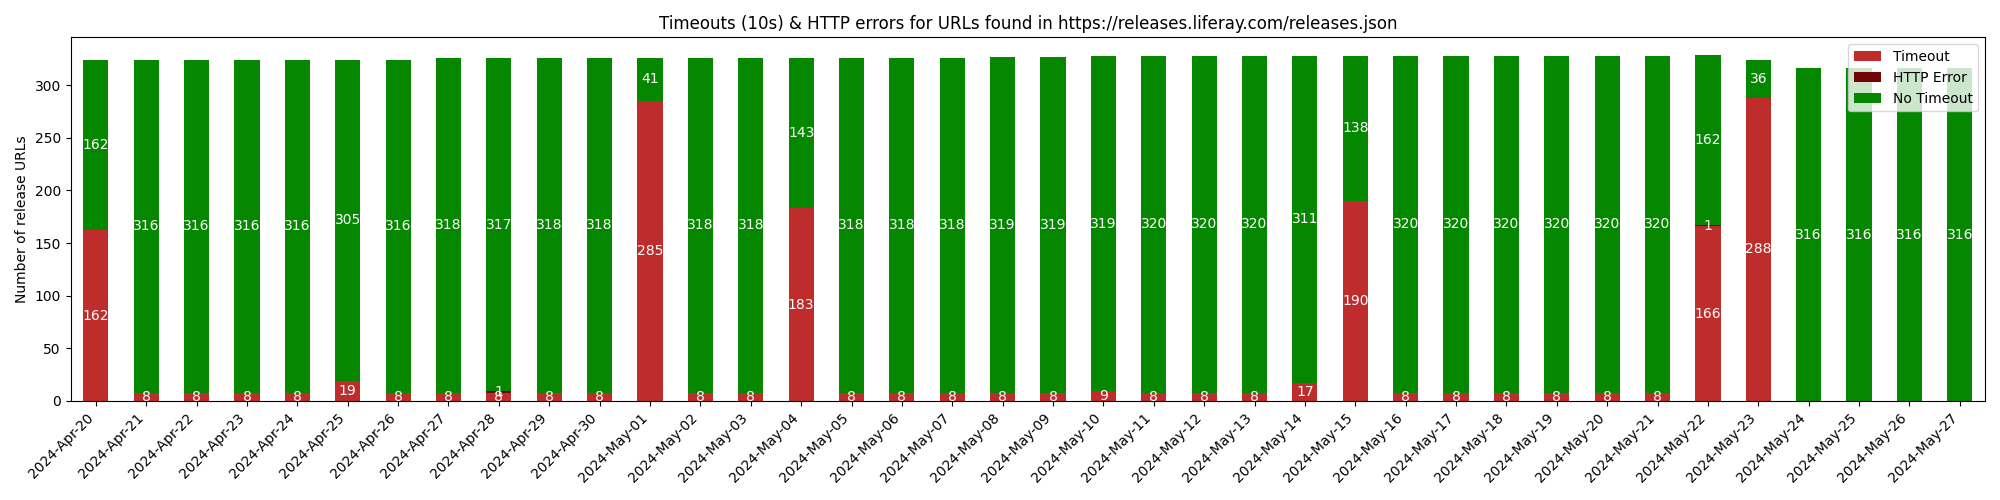 Timeouts (10s) & HTTP errors for URLs found in https://releases.liferay.com/releases.json
Timeout
HTTP Error
No Timeout
Number of release URLs
300
250
200
150
100
50
0
41 36
162 143 138 162
316 316 316 316 305 316 318 317 318 318 318 318 318 318 318 319 319 319 320 320 320 311 320 320 320 320 320 320 1 316 316 316 316
285 288
162 183 190 166
8 8 8 8 19 8 8 1 8 8 8 8 8 8 8 8 8 8 9 8 8 8 17 8 8 8 8 8 8
2024-Apr-20
2024-Apr-21
2024-Apr-22
2024-Apr-23
2024-Apr-24
2024-Apr-25
2024-Apr-26
2024-Apr-27
2024-Apr-28
2024-Apr-29
2024-Apr-30
2024-May-01
2024-May-02
2024-May-03
2024-May-04
2024-May-05
2024-May-06
2024-May-07
2024-May-08
2024-May-09
2024-May-10
2024-May-11
2024-May-12
2024-May-13
2024-May-14
2024-May-15
2024-May-16
2024-May-17
2024-May-18
2024-May-19
2024-May-20
2024-May-21
2024-May-22
2024-May-23
2024-May-24
2024-May-25
2024-May-26
2024-May-27